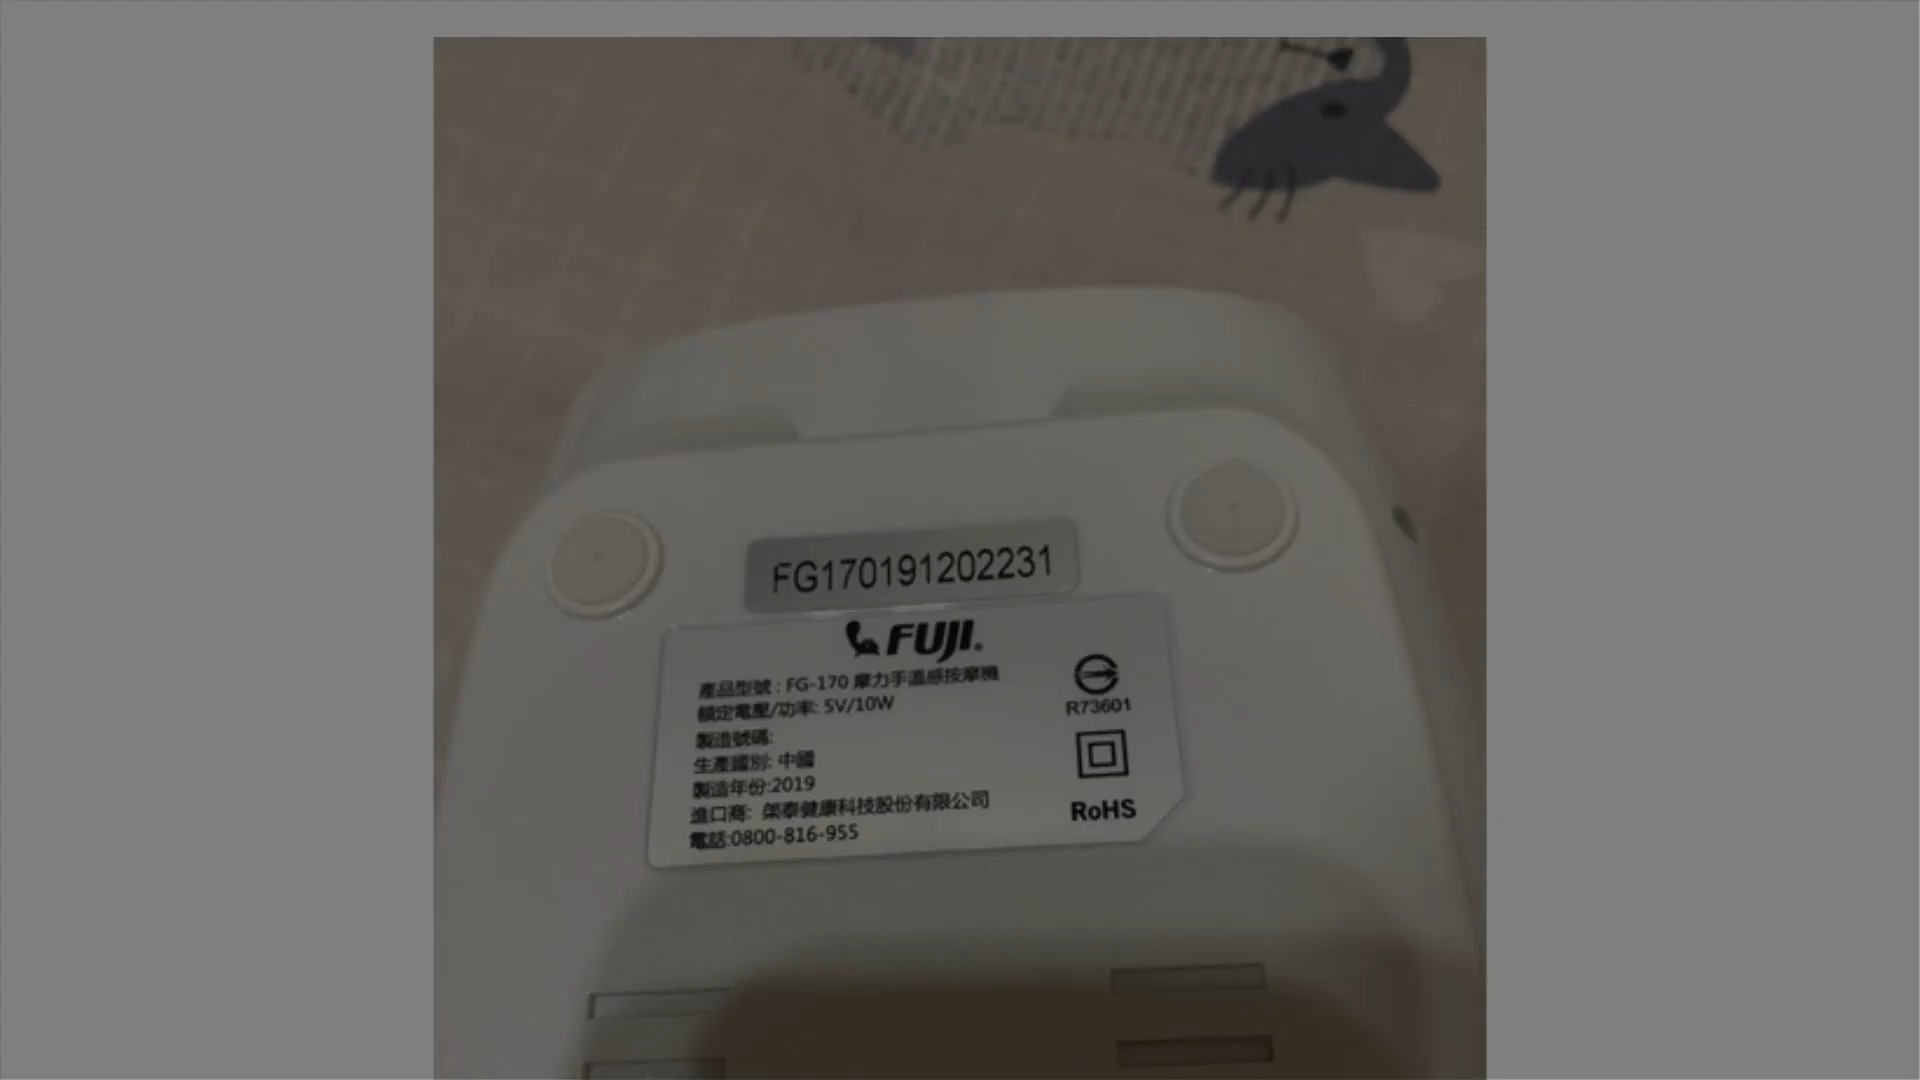 FG170191202231
FUJI®
產品型號 : FG-170 摩力手溫感按摩機
額定電壓/功率: 5V/10W
製造號碼:
生產國別: 中國
製造年份:2019
進口商: 棨泰健康科技股份有限公司
電話:0800-816-955
R73601
RoHS